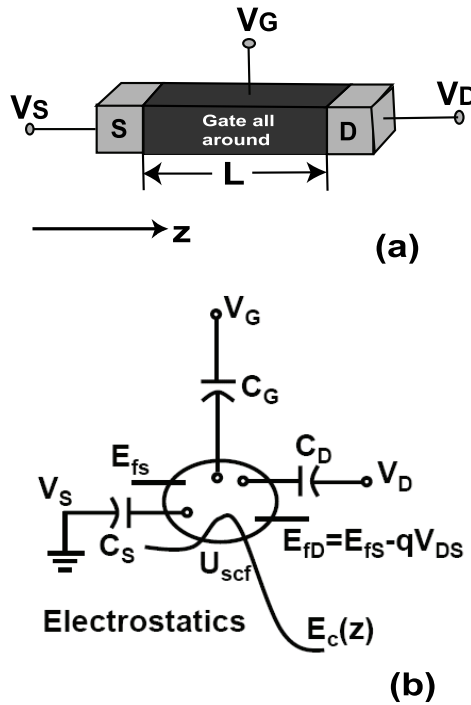 VG
VS
VD
S
Gate all
around
D
L
z
(a)
VG
CG
Efs
CD
VS
VD
CS
Uscf
EfD=EfS-qVDS
Electrostatics
Ec(z)
(b)